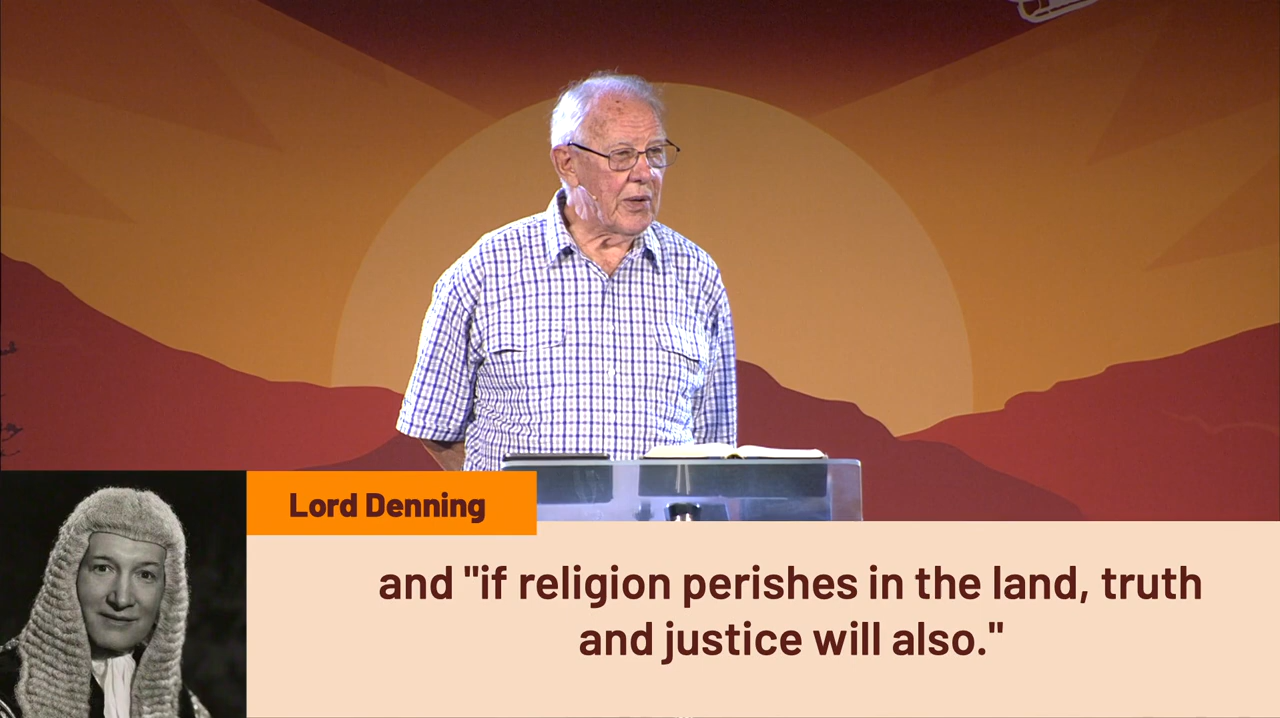 Lord Denning
and "if religion perishes in the land, truth
and justice will also."